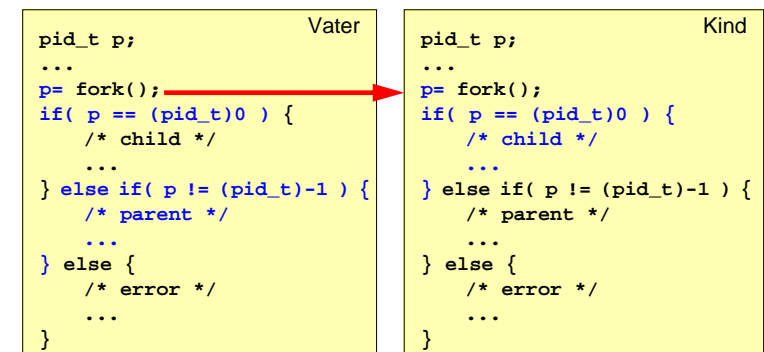 Vater
pid_t p;
...
p= fork();
if( p == (pid_t)0 ) {
/* child */
...
} else if( p != (pid_t)-1 ) {
/* parent */
...
} else {
/* error */
...
}
Kind
pid_t p;
...
p= fork();
if( p == (pid_t)0 ) {
/* child */
...
} else if( p != (pid_t)-1 ) {
/* parent */
...
} else {
/* error */
...
}